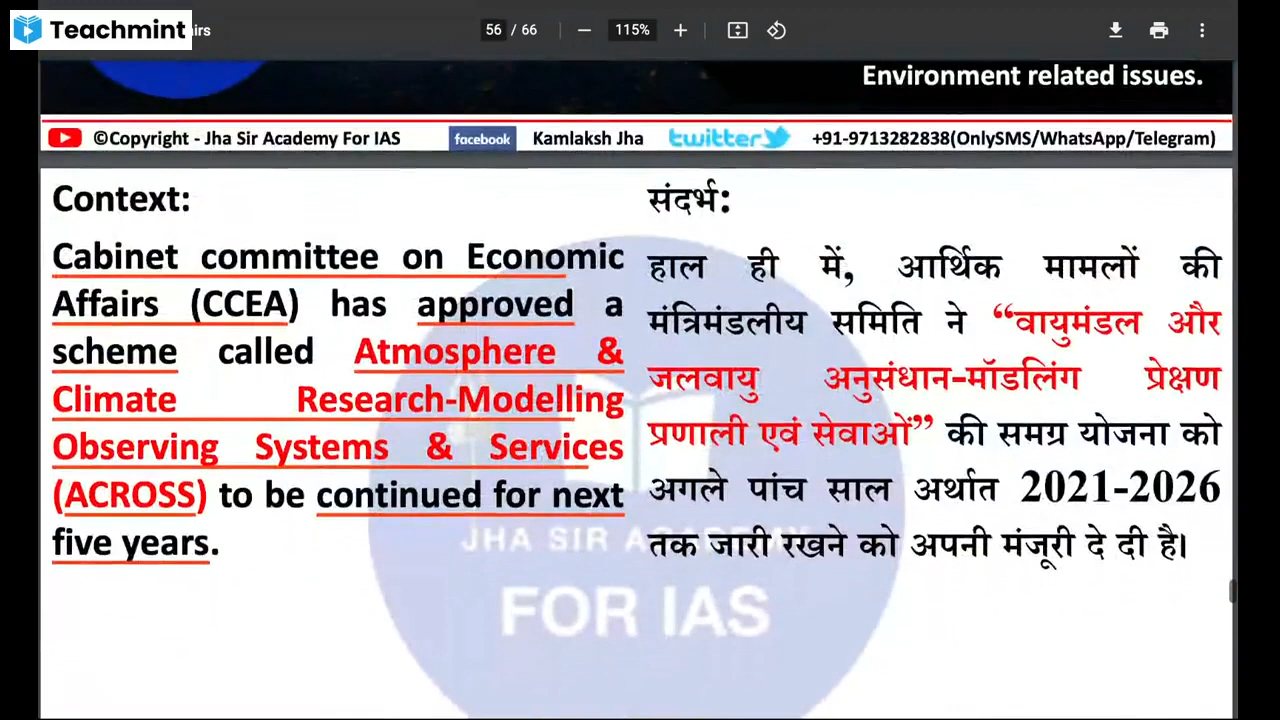 Teachmint
irs
56 / 66
115%
Environment related issues.
©Copyright - Jha Sir Academy For IAS
facebook
Kamlaksh Jha
twitter
+91-9713282838(OnlySMS/WhatsApp/Telegram)
Context:
Cabinet committee on Economic
Affairs (CCEA) has approved a
scheme called Atmosphere &
Climate Research-Modelling
Observing Systems & Services
(ACROSS) to be continued for next
five years.
संदर्भ:
हाल ही में, आर्थिक मामलों की
मंत्रिमंडलीय समिति ने “वायुमंडल और
जलवायु अनुसंधान-मॉडलिंग प्रेक्षण
प्रणाली एवं सेवाओं” की समग्र योजना को
अगले पांच साल अर्थात 2021-2026
तक जारी रखने को अपनी मंजूरी दे दी है।
JHA SIR ACADEMY
FOR IAS